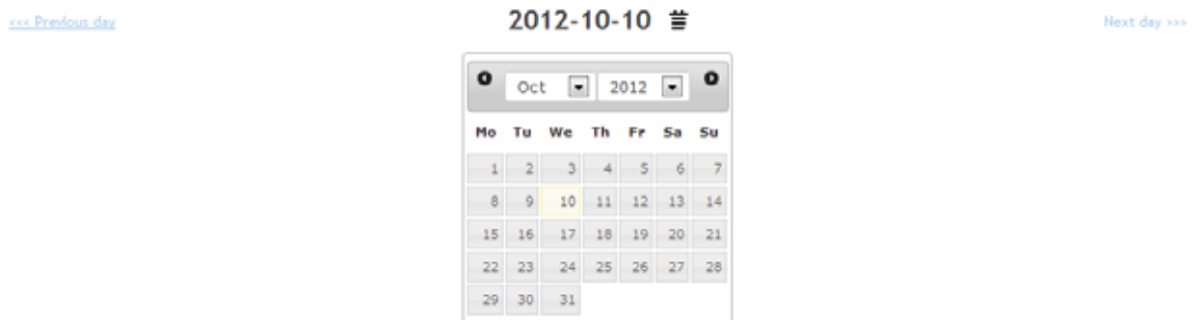 <<< Previous day 2012-10-10 Next day >>>
Oct 2012
Mo Tu We Th Fr Sa Su
1 2 3 4 5 6 7
8 9 10 11 12 13 14
15 16 17 18 19 20 21
22 23 24 25 26 27 28
29 30 31